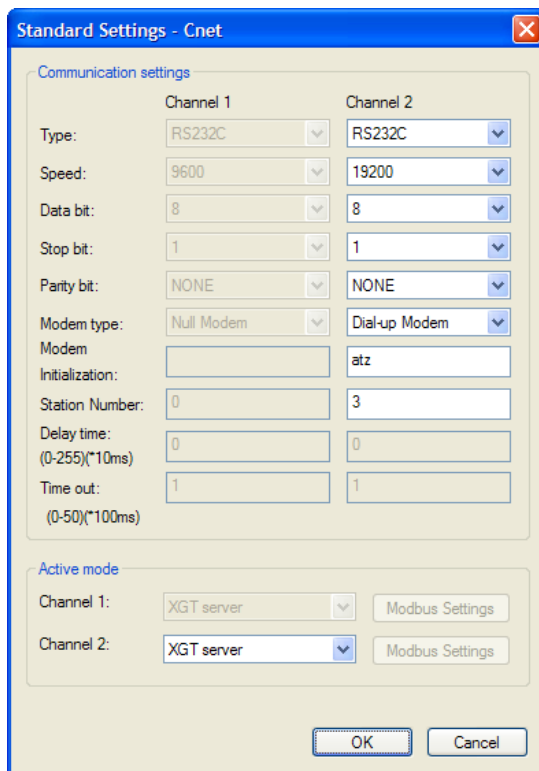 Standard Settings - Cnet
Communication settings
Channel 1 Channel 2
Type: RS232C RS232C
Speed: 9600 19200
Data bit: 8 8
Stop bit: 1 1
Parity bit: NONE NONE
Modem type: Null Modem Dial-up Modem
Modem
Initialization: atz
Station Number: 0 3
Delay time:
(0-255)(*10ms) 0 0
Time out: 1 1
(0-50)(*100ms)
Active mode
Channel 1: XGT server Modbus Settings
Channel 2: XGT server Modbus Settings
OK Cancel